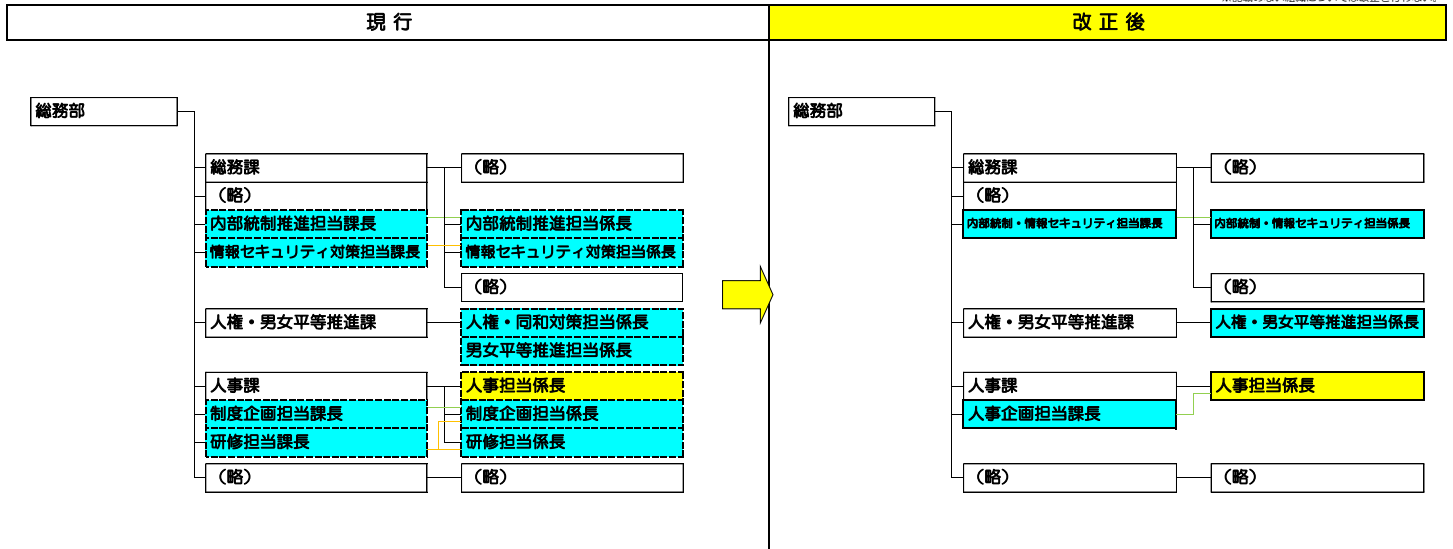 現 行
改 正 後
総務部
総務課
（略）
（略）
内部統制推進担当課長
内部統制推進担当係長
情報セキュリティ対策担当課長
情報セキュリティ対策担当係長
（略）
人権・男女平等推進課
人権・同和対策担当係長
男女平等推進担当係長
人事課
人事担当係長
制度企画担当課長
制度企画担当係長
研修担当課長
研修担当係長
（略）
（略）
総務部
総務課
（略）
（略）
内部統制・情報セキュリティ担当課長
内部統制・情報セキュリティ担当係長
（略）
人権・男女平等推進課
人権・男女平等推進担当係長
人事課
人事担当係長
人事企画担当課長
（略）
（略）